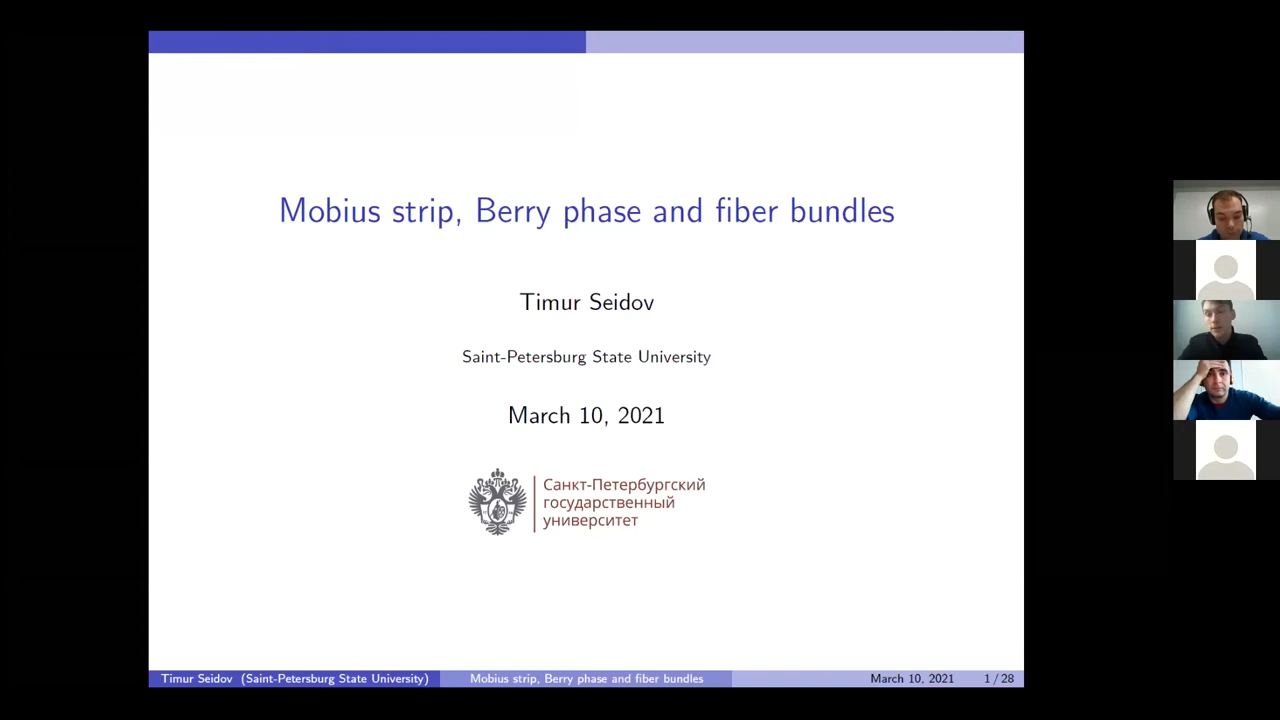 Mobius strip, Berry phase and fiber bundles
Timur Seidov
Saint-Petersburg State University
March 10, 2021
Санкт-Петербургский
государственный
университет
Timur Seidov (Saint-Petersburg State University)
Mobius strip, Berry phase and fiber bundles
March 10, 2021
1 / 28